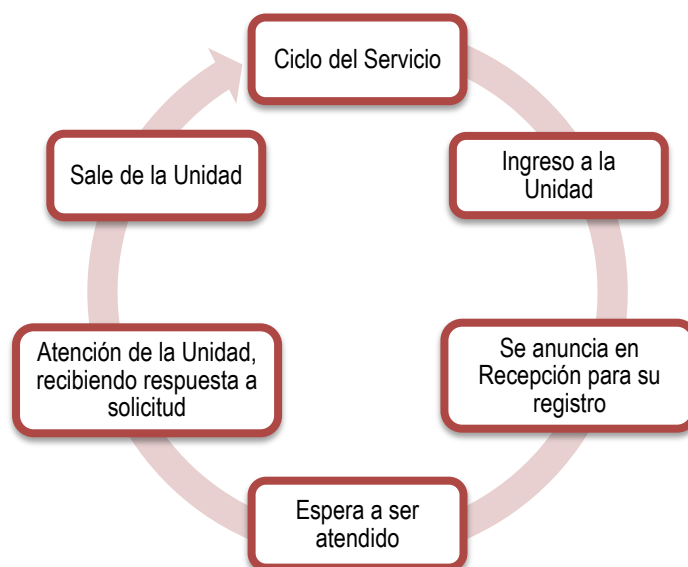 Ciclo del Servicio
Ingreso a la
Unidad
Se anuncia en
Recepción para su
registro
Espera a ser
atendido
Atención de la Unidad,
recibiendo respuesta a
solicitud
Sale de la Unidad